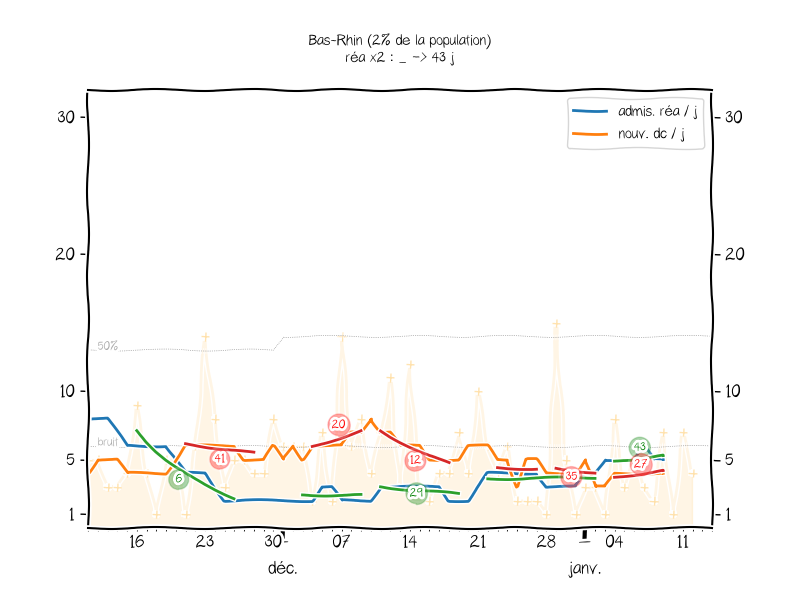 Bas-Rhin (2% de la population)
réa x2 : _ -> 43 j
admis. réa / j
nouv. dc / j
30
30
20
20
50%
10
10
bruit
5
5
1
1
20
41
6
12
29
35
43
27
16 23 30 07 14 21 28 04 11
déc. janv.